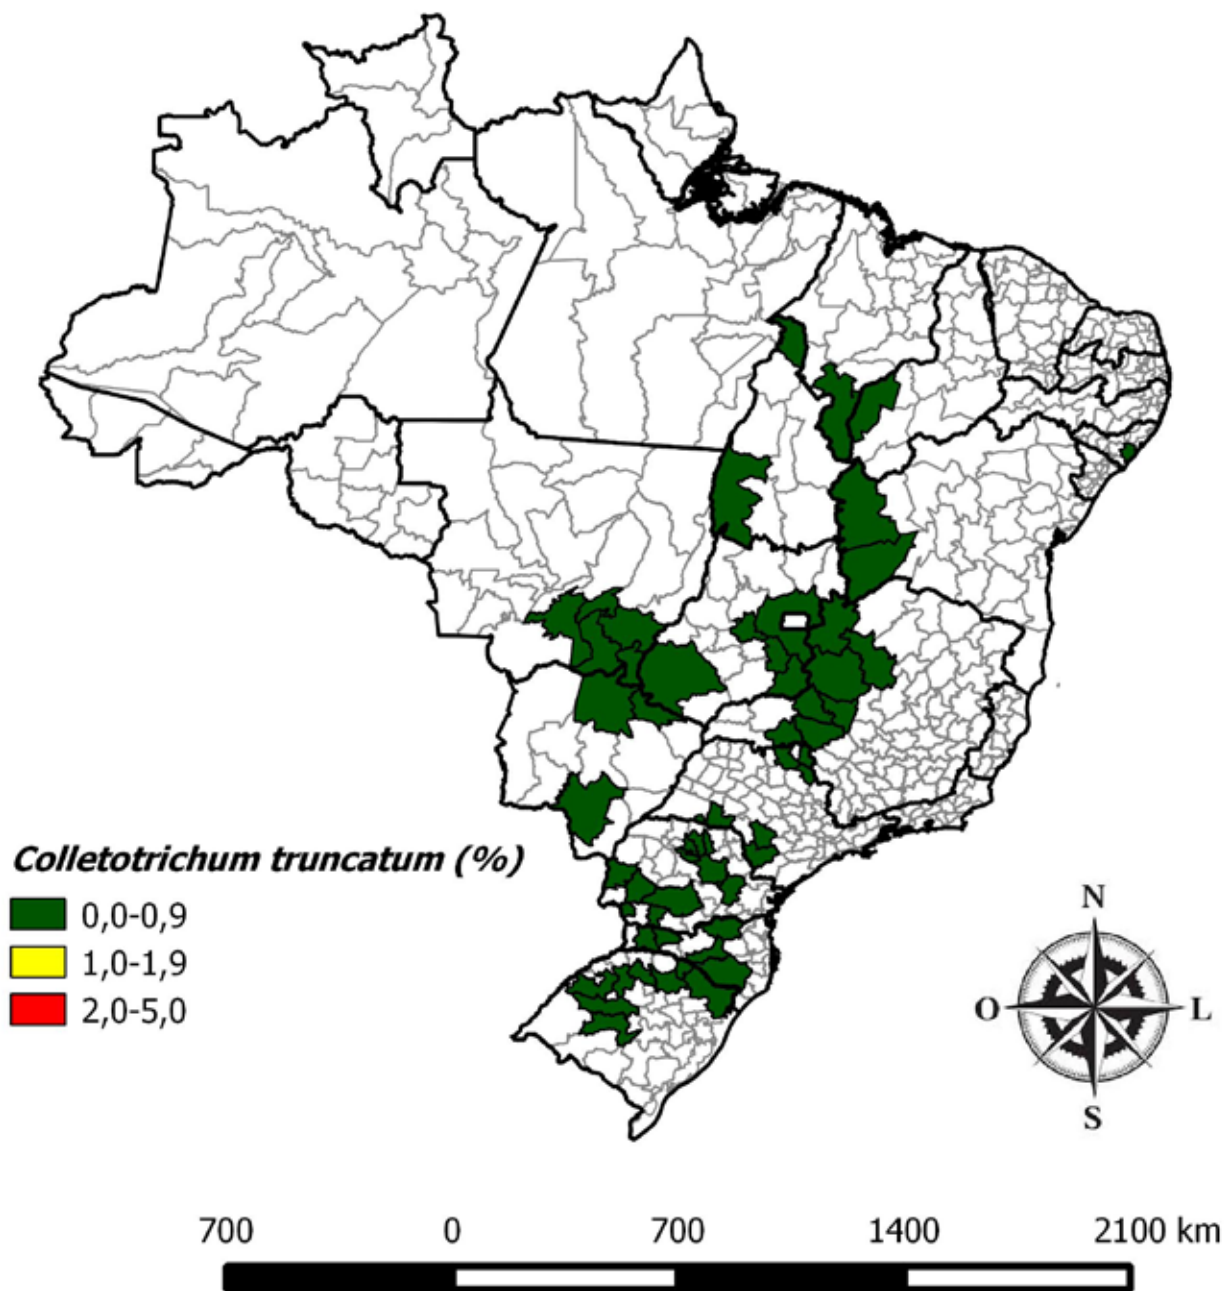 Colletotrichum truncatum (%)
0,0-0,9
1,0-1,9
2,0-5,0
N
O
L
S
700 0 700 1400 2100 km